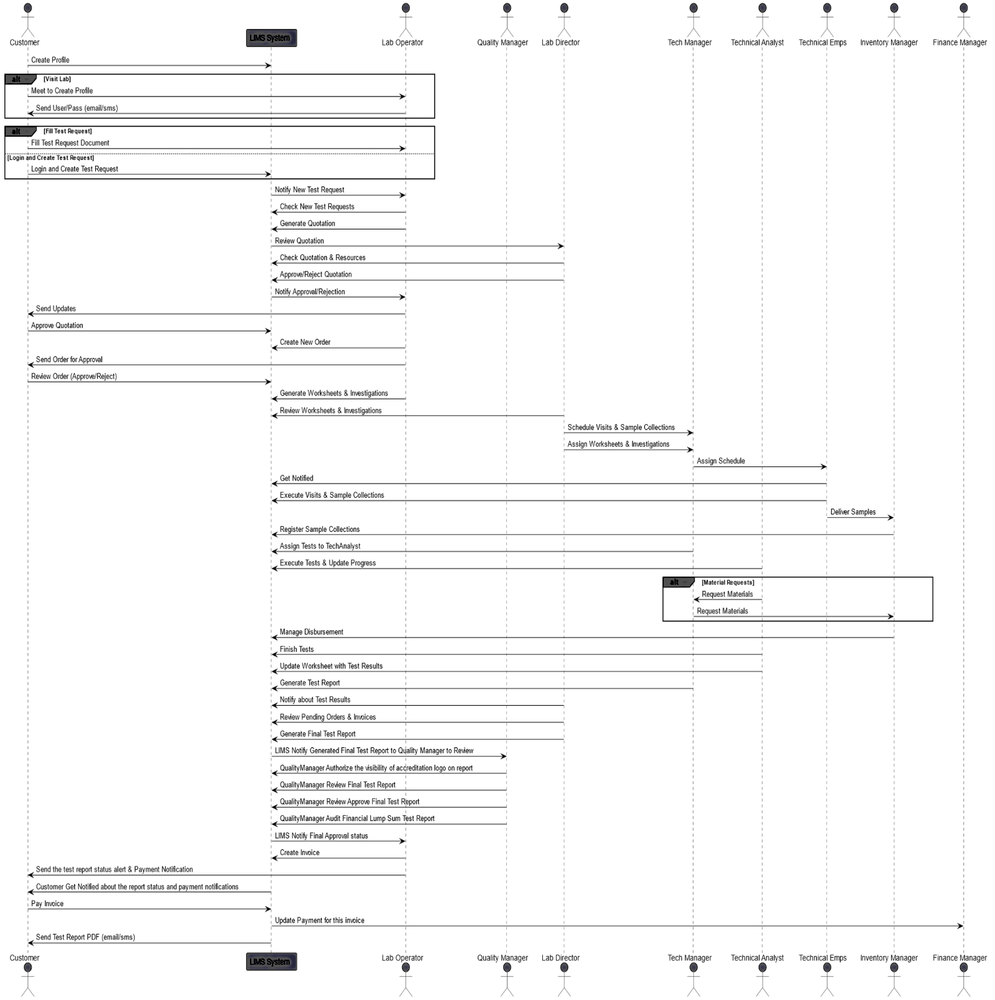 Customer
LIMS System
Lab Operator
Quality Manager
Lab Director
Tech Manager
Technical Analyst
Technical Emps
Inventory Manager
Finance Manager
Create Profile
alt [Visit Lab]
Meet to Create Profile
Send User/Pass (email/sms)
alt [Fill Test Request]
Fill Test Request Document
[Login and Create Test Request]
Login and Create Test Request
Notify New Test Request
Check New Test Requests
Generate Quotation
Review Quotation
Check Quotation & Resources
Approve/Reject Quotation
Notify Approval/Rejection
Send Updates
Approve Quotation
Create New Order
Send Order for Approval
Review Order (Approve/Reject)
Generate Worksheets & Investigations
Review Worksheets & Investigations
Schedule Visits & Sample Collections
Assign Worksheets & Investigations
Assign Schedule
Get Notified
Execute Visits & Sample Collections
Deliver Samples
Register Sample Collections
Assign Tests to TechAnalyst
Execute Tests & Update Progress
alt [Material Requests]
Request Materials
Request Materials
Manage Disbursement
Finish Tests
Update Worksheet with Test Results
Generate Test Report
Notify about Test Results
Review Pending Orders & Invoices
Generate Final Test Report
LIMS Notify Generated Final Test Report to Quality Manager to Review
QualityManager Authorize the visibility of accreditation logo on report
QualityManager Review Final Test Report
QualityManager Review Approve Final Test Report
QualityManager Audit Financial Lump Sum Test Report
LIMS Notify Final Approval status
Create Invoice
Send the test report status alert & Payment Notification
Customer Get Notified about the report status and payment notifications
Pay Invoice
Update Payment for this invoice
Send Test Report PDF (email/sms)
Customer
LIMS System
Lab Operator
Quality Manager
Lab Director
Tech Manager
Technical Analyst
Technical Emps
Inventory Manager
Finance Manager